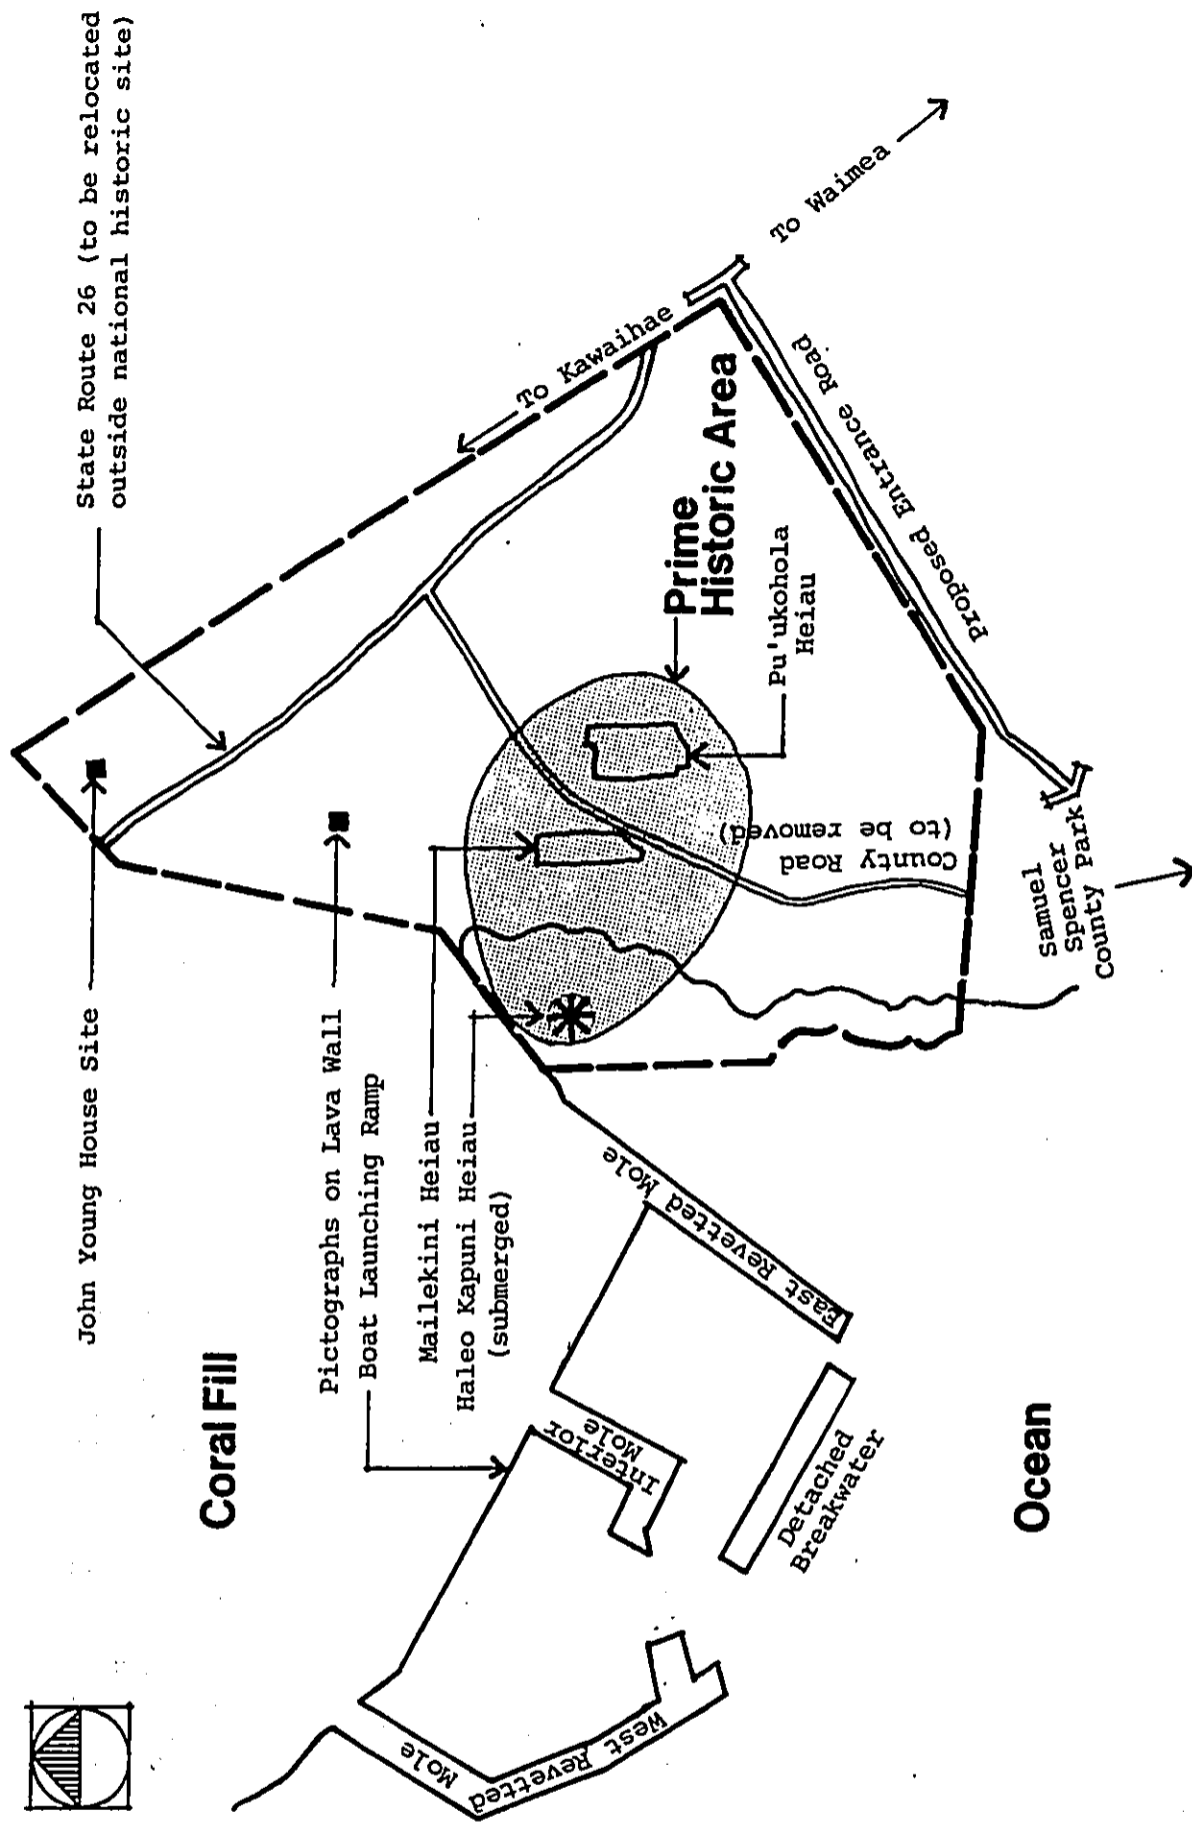 State Route 26 (to be relocated
outside national historic site)
John Young House Site
To Waimea
To Kawaihae
Coral Fill
Pictographs on Lava Wall
Boat Launching Ramp
Mailekini Heiau
Haleo Kapuni Heiau
(submerged)
Prime
Historic Area
Pu'ukohola
Heiau
Proposed Entrance Road
County Road
(to be removed)
Samuel
Spencer
County Park
East Revetted Mole
Interior
Mole
Detached
Breakwater
West Revetted Mole
Ocean